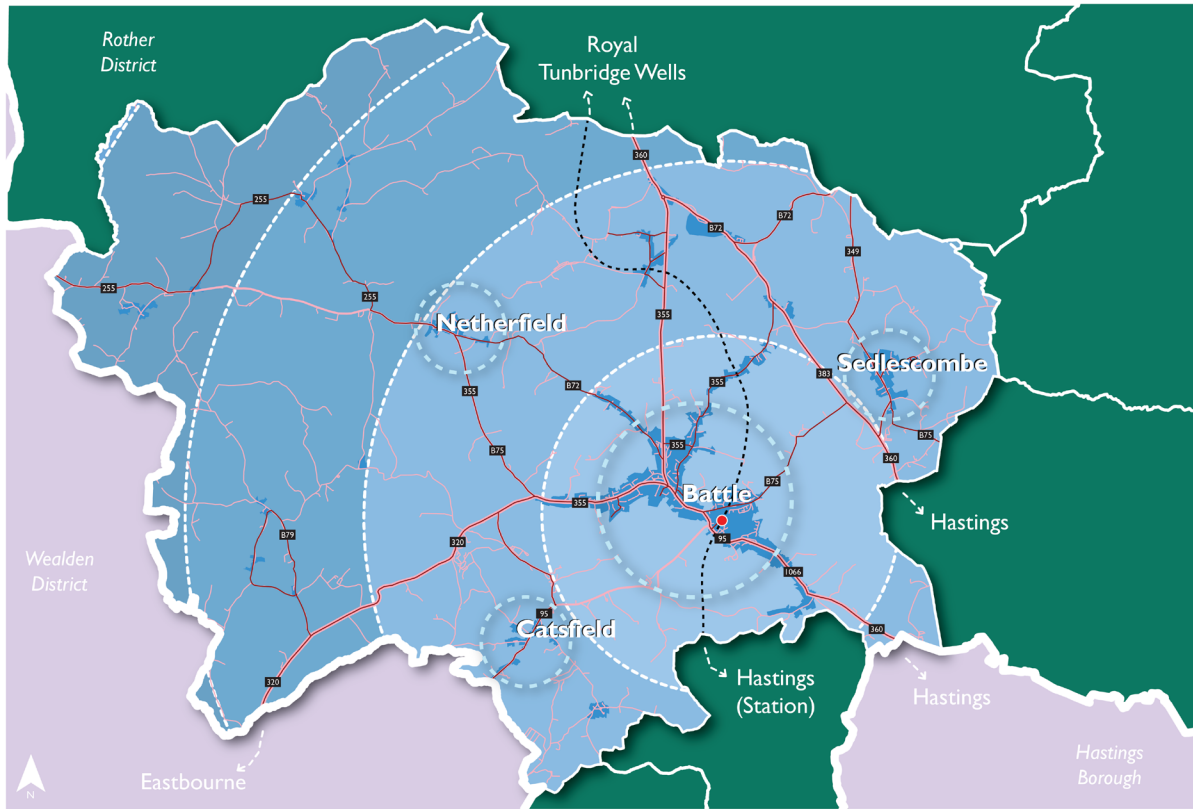 Rother
District
Royal
Tunbridge Wells
360
255
B72
B72
349
255
255
355
Netherfield
Sedlescombe
383
355
B72
355
355
B75
B75
360
Battle
B75
355
Hastings
B79
320
95
1066
Wealden
District
95
Catsfield
360
320
Hastings
(Station)
Hastings
Eastbourne
N
Hastings
Borough